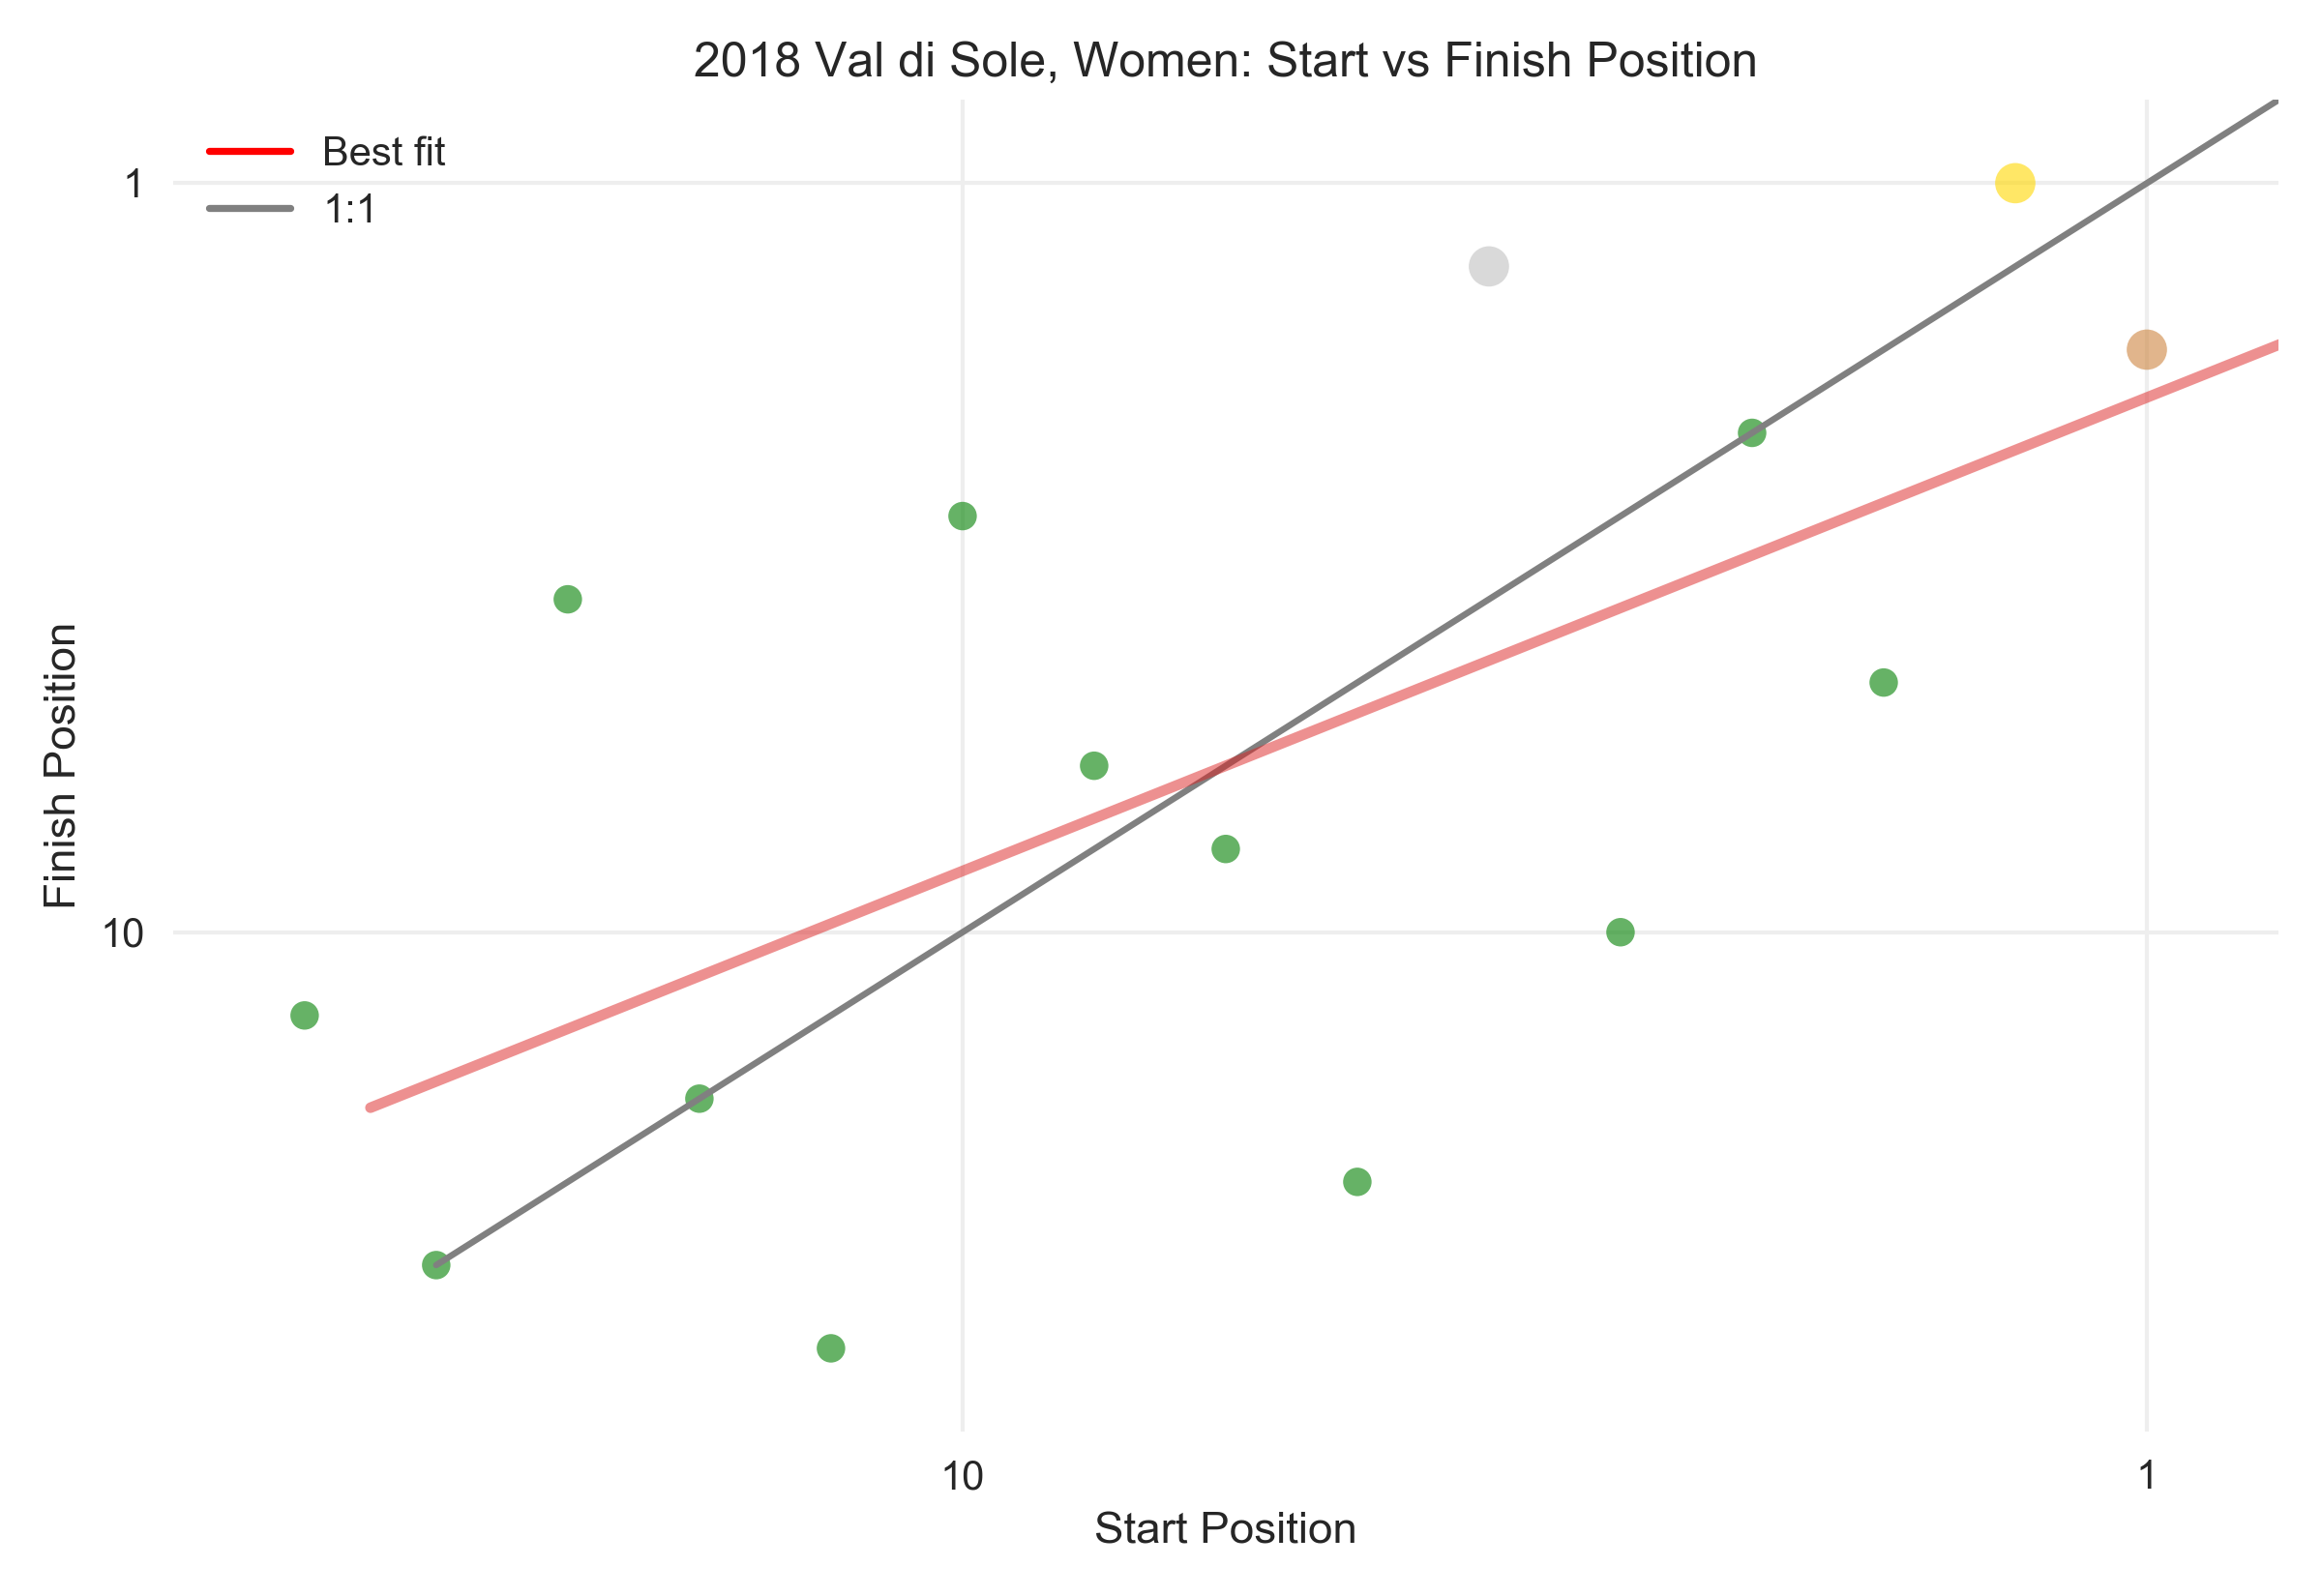 2018 Val di Sole, Women: Start vs Finish Position
Best fit
1:1
1
10
Finish Position
10
1
Start Position